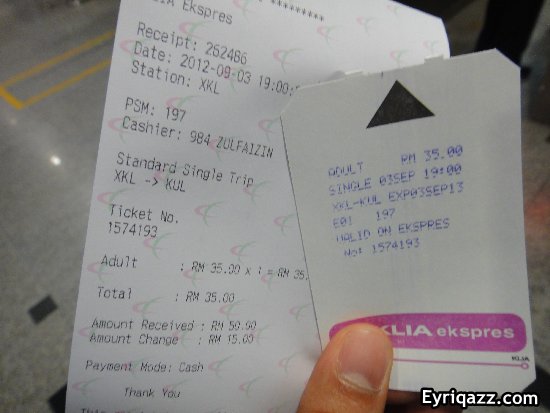 *********
IA Ekspres
Receipt: 262486
Date: 2012-09-03 19:00:
Station: XKL
PSM: 197
Cashier: 984 ZULFAIZIN
Standard Single Trip
XKL -> KUL
Ticket No.
1574193
Adult : RM 35.00 x 1 = RM 35.
Total : RM 35.00
Amount Received : RM 50.00
Amount Change : RM 15.00
Payment Mode: Cash
Thank You
ADULT RM 35.00
SINGLE 03SEP 19:00
XKL-KUL EXP03SEP13
E01 197
VALID ON EKSPRES
No: 1574193
KLIA ekspres
KLIA
Eyriqazz.com